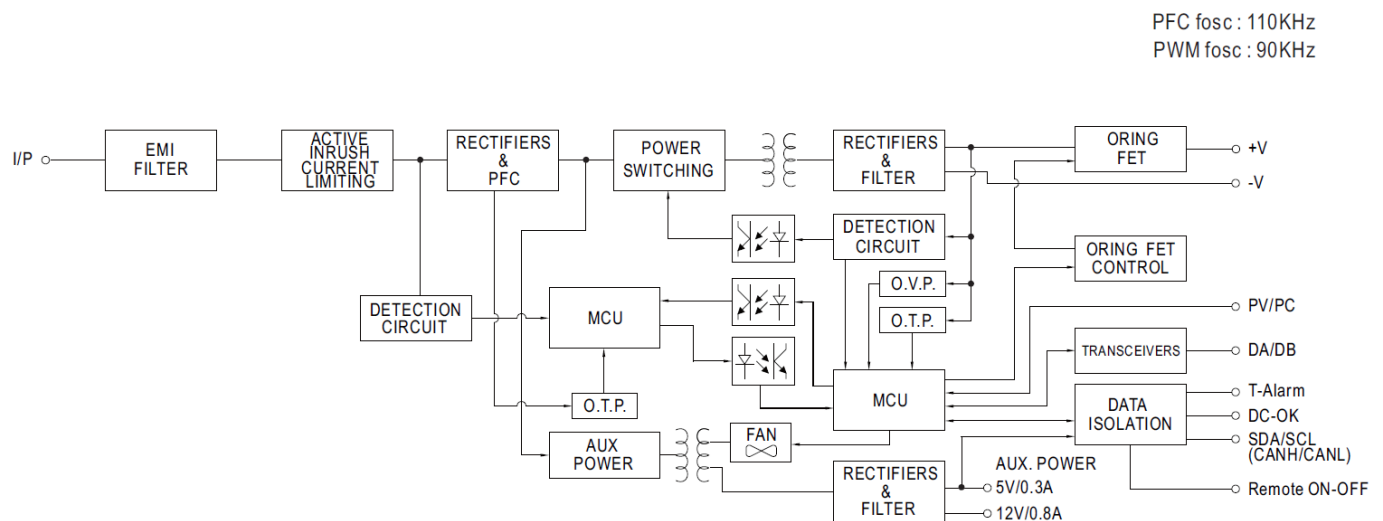 PFC fosc : 110KHz
PWM fosc : 90KHz
I/P
EMI
FILTER
ACTIVE
INRUSH
CURRENT
LIMITING
RECTIFIERS
&
PFC
POWER
SWITCHING
RECTIFIERS
&
FILTER
ORING
FET
+V
-V
DETECTION
CIRCUIT
ORING FET
CONTROL
O.V.P.
O.T.P.
DETECTION
CIRCUIT
MCU
PV/PC
TRANSCEIVERS
DA/DB
O.T.P.
MCU
DATA
ISOLATION
T-Alarm
DC-OK
SDA/SCL
(CANH/CANL)
AUX
POWER
FAN
RECTIFIERS
&
FILTER
AUX. POWER
5V/0.3A
12V/0.8A
Remote ON-OFF